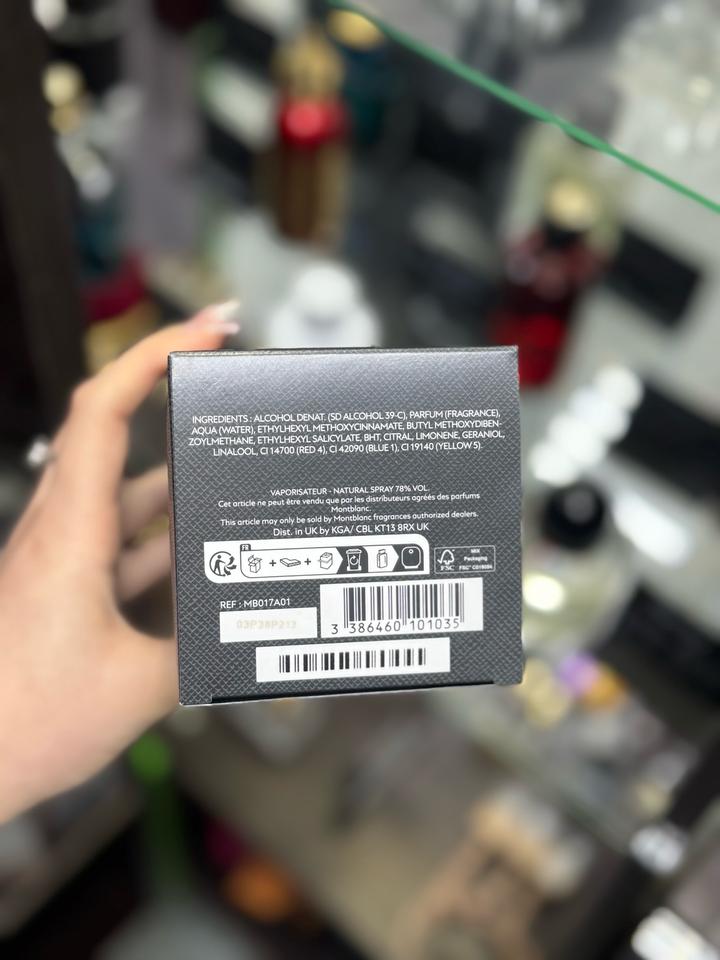 INGREDIENTS : ALCOHOL DENAT. (SD ALCOHOL 39-C), PARFUM (FRAGRANCE),
AQUA (WATER), ETHYLHEXYL METHOXYCINNAMATE, BUTYL METHOXYDIBEN-
ZOYLMETHANE, ETHYLHEXYL SALICYLATE, BHT, CITRAL, LIMONENE, GERANIOL,
LINALOOL, CI 14700 (RED 4), CI 42090 (BLUE 1), CI 19140 (YELLOW 5).
VAPORISATEUR - NATURAL SPRAY 78% VOL.
Cet article ne peut être vendu que par les distributeurs agréés des parfums
Montblanc.
This article may only be sold by Montblanc fragrances authorized dealers.
Dist. in UK by KGA/ CBL KT13 8RX UK
FR
+ + 
FSC
MIX
Packaging
REF : MB017A01
03P38P213
3 386460 101035